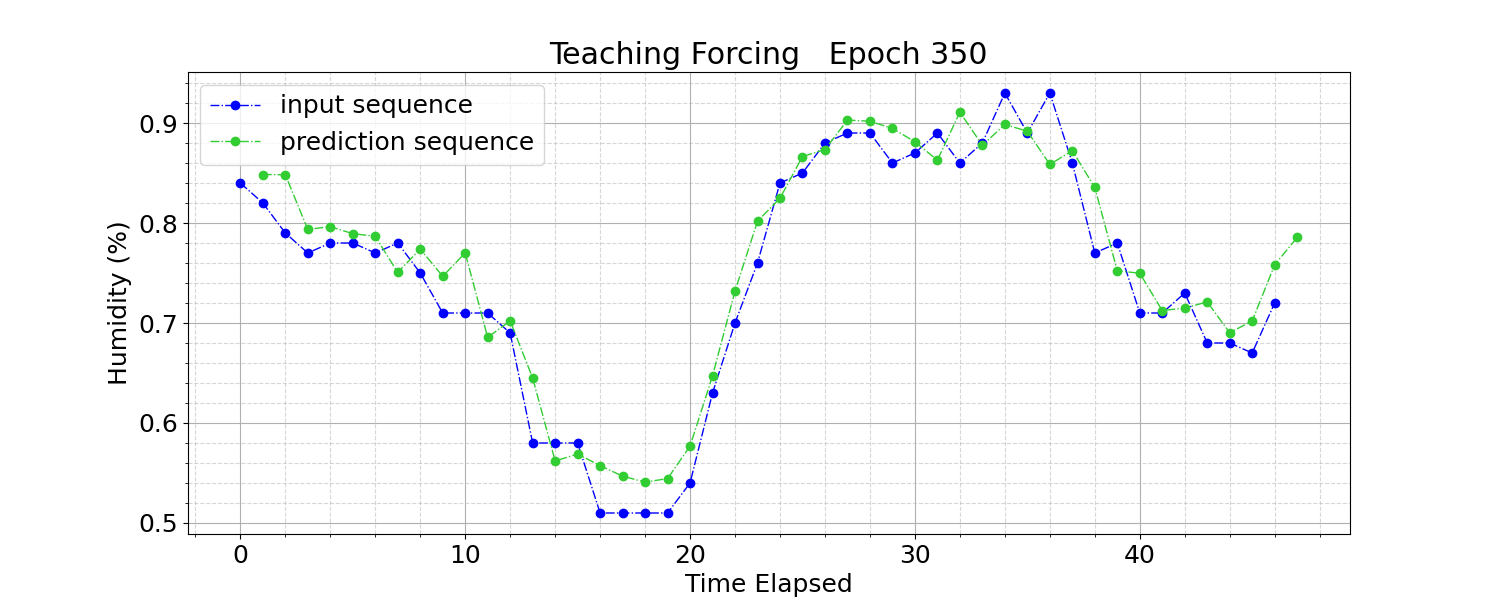 Teaching Forcing   Epoch 350
input sequence
prediction sequence
Humidity (%)
0.9
0.8
0.7
0.6
0.5
0 10 20 30 40
Time Elapsed